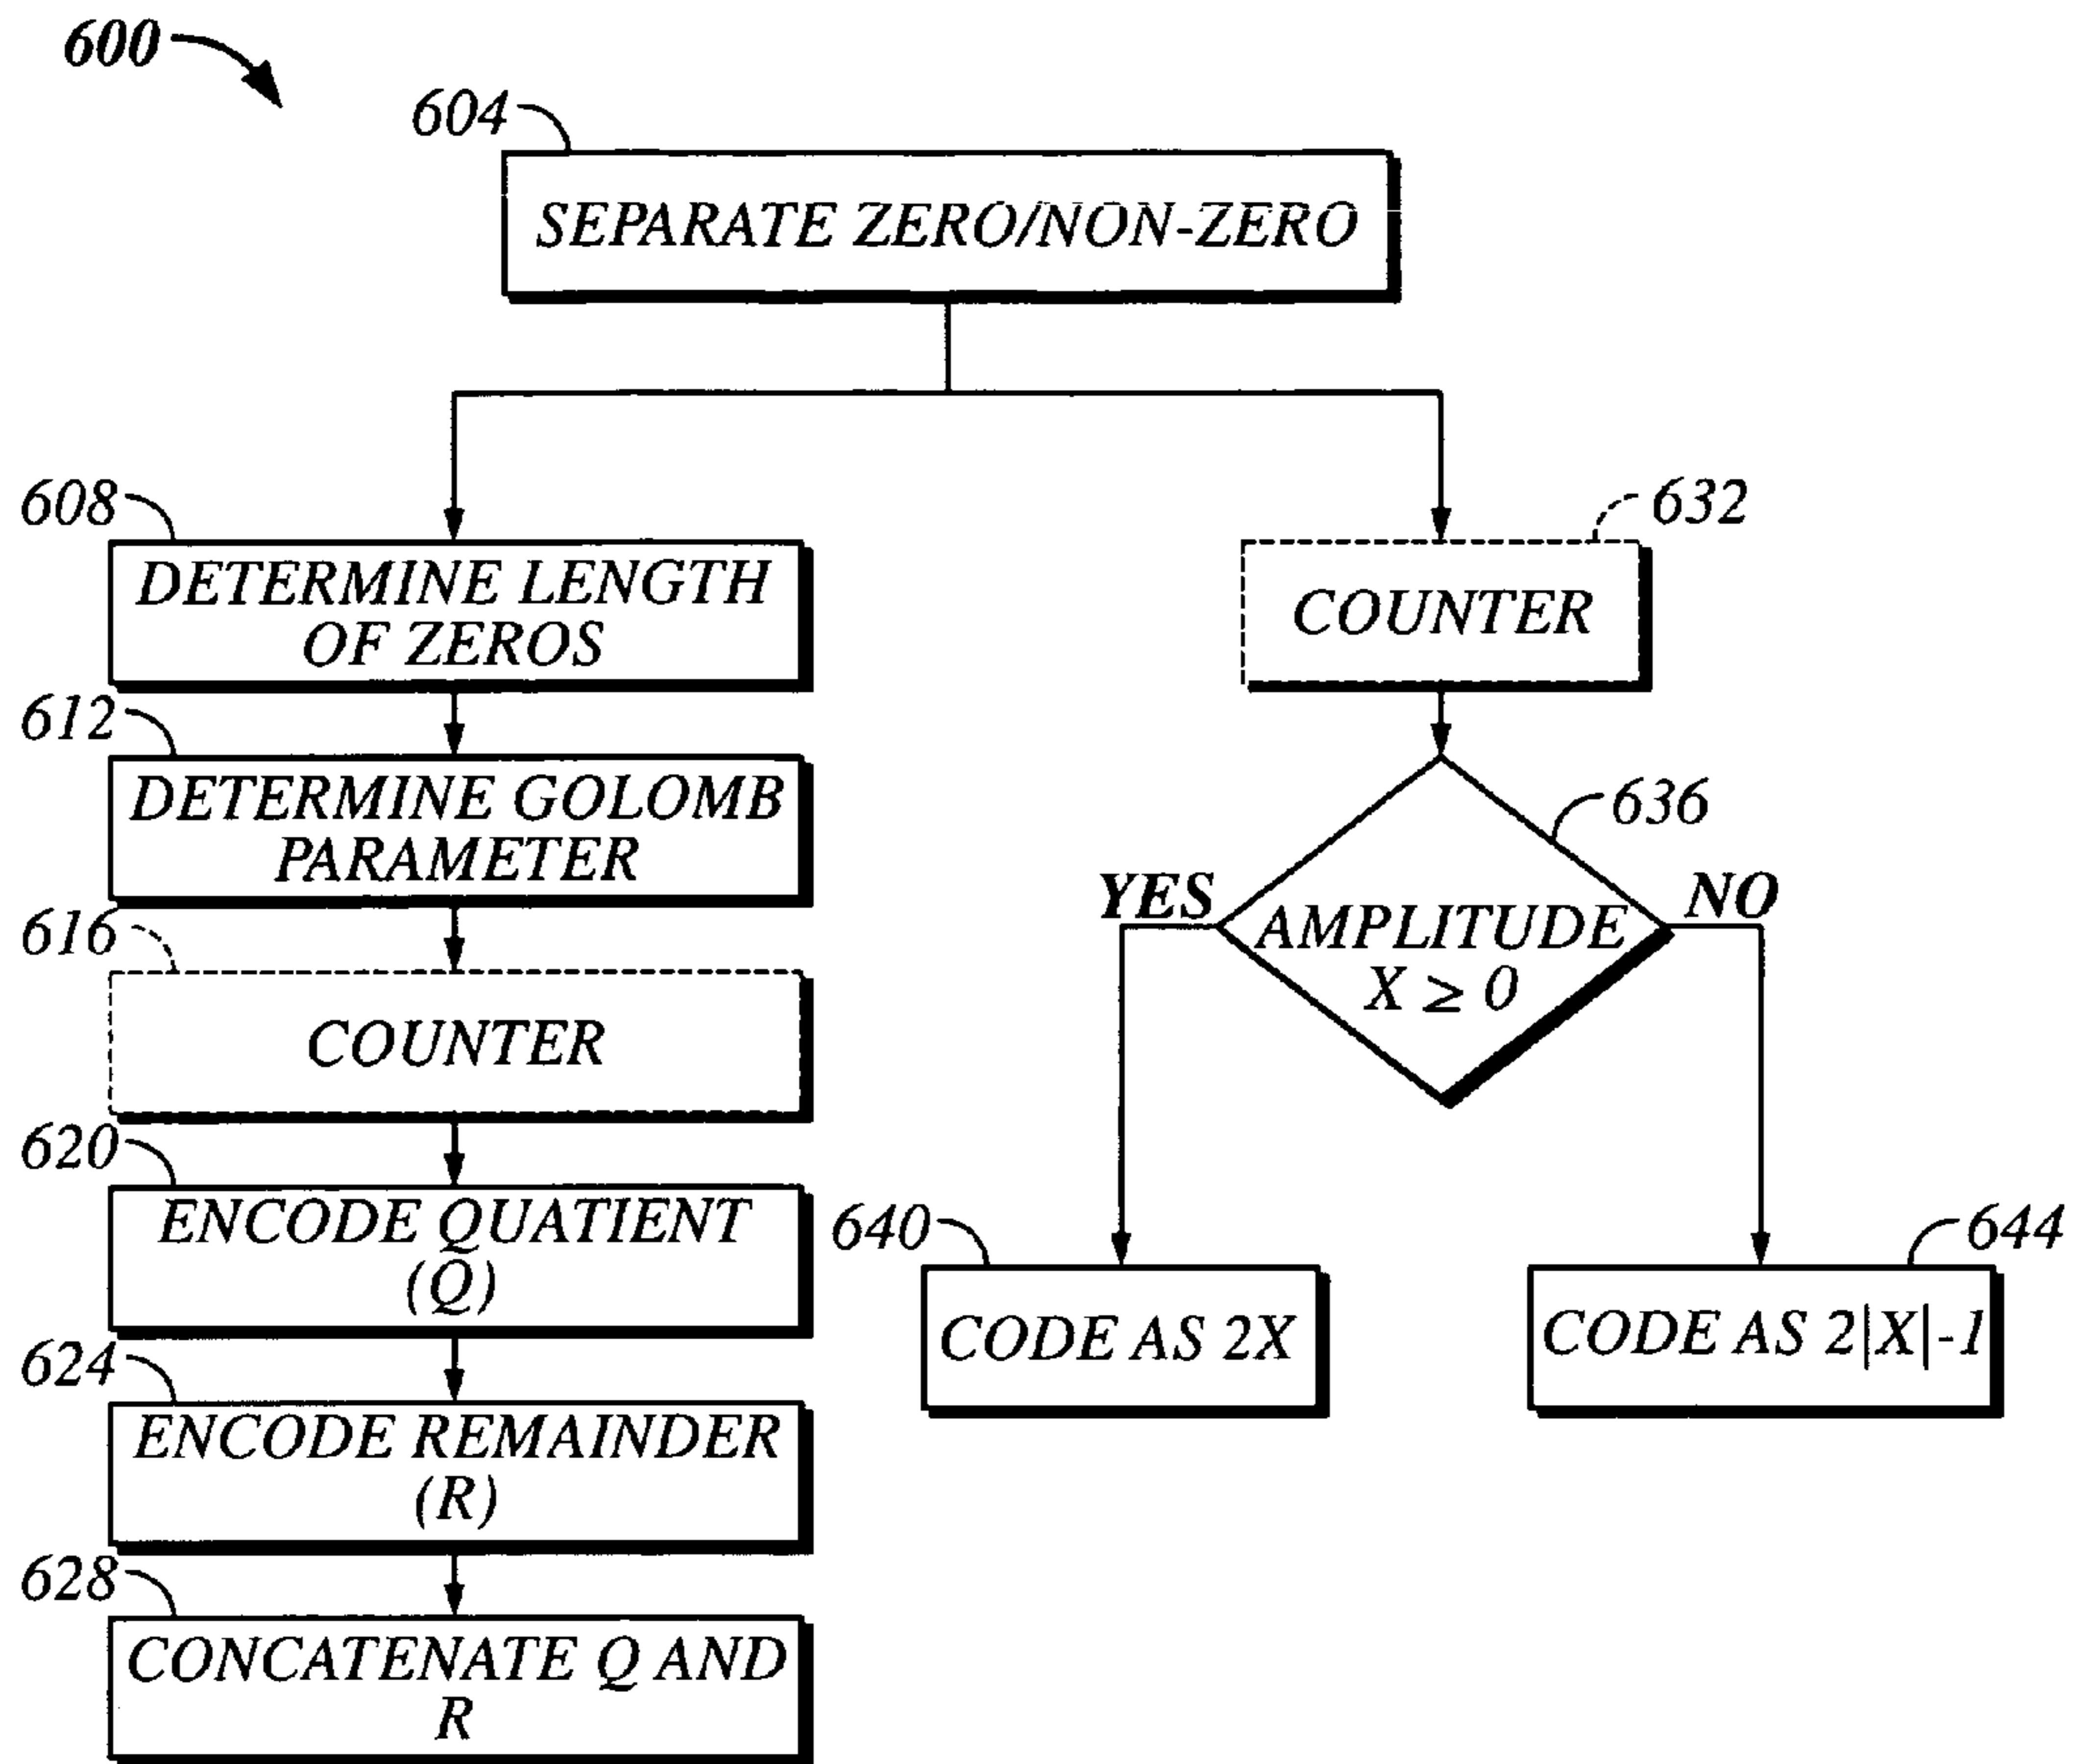 600
604
SEPARATE ZERO/NON-ZERO
608
DETERMINE LENGTH
OF ZEROS
612
DETERMINE GOLOMB
PARAMETER
616
COUNTER
620
ENCODE QUATIENT
(Q)
624
ENCODE REMAINDER
(R)
628
CONCATENATE Q AND
R
632
COUNTER
636
YES
NO
AMPLITUDE
X ≥ 0
640
CODE AS 2X
644
CODE AS 2|X|-1